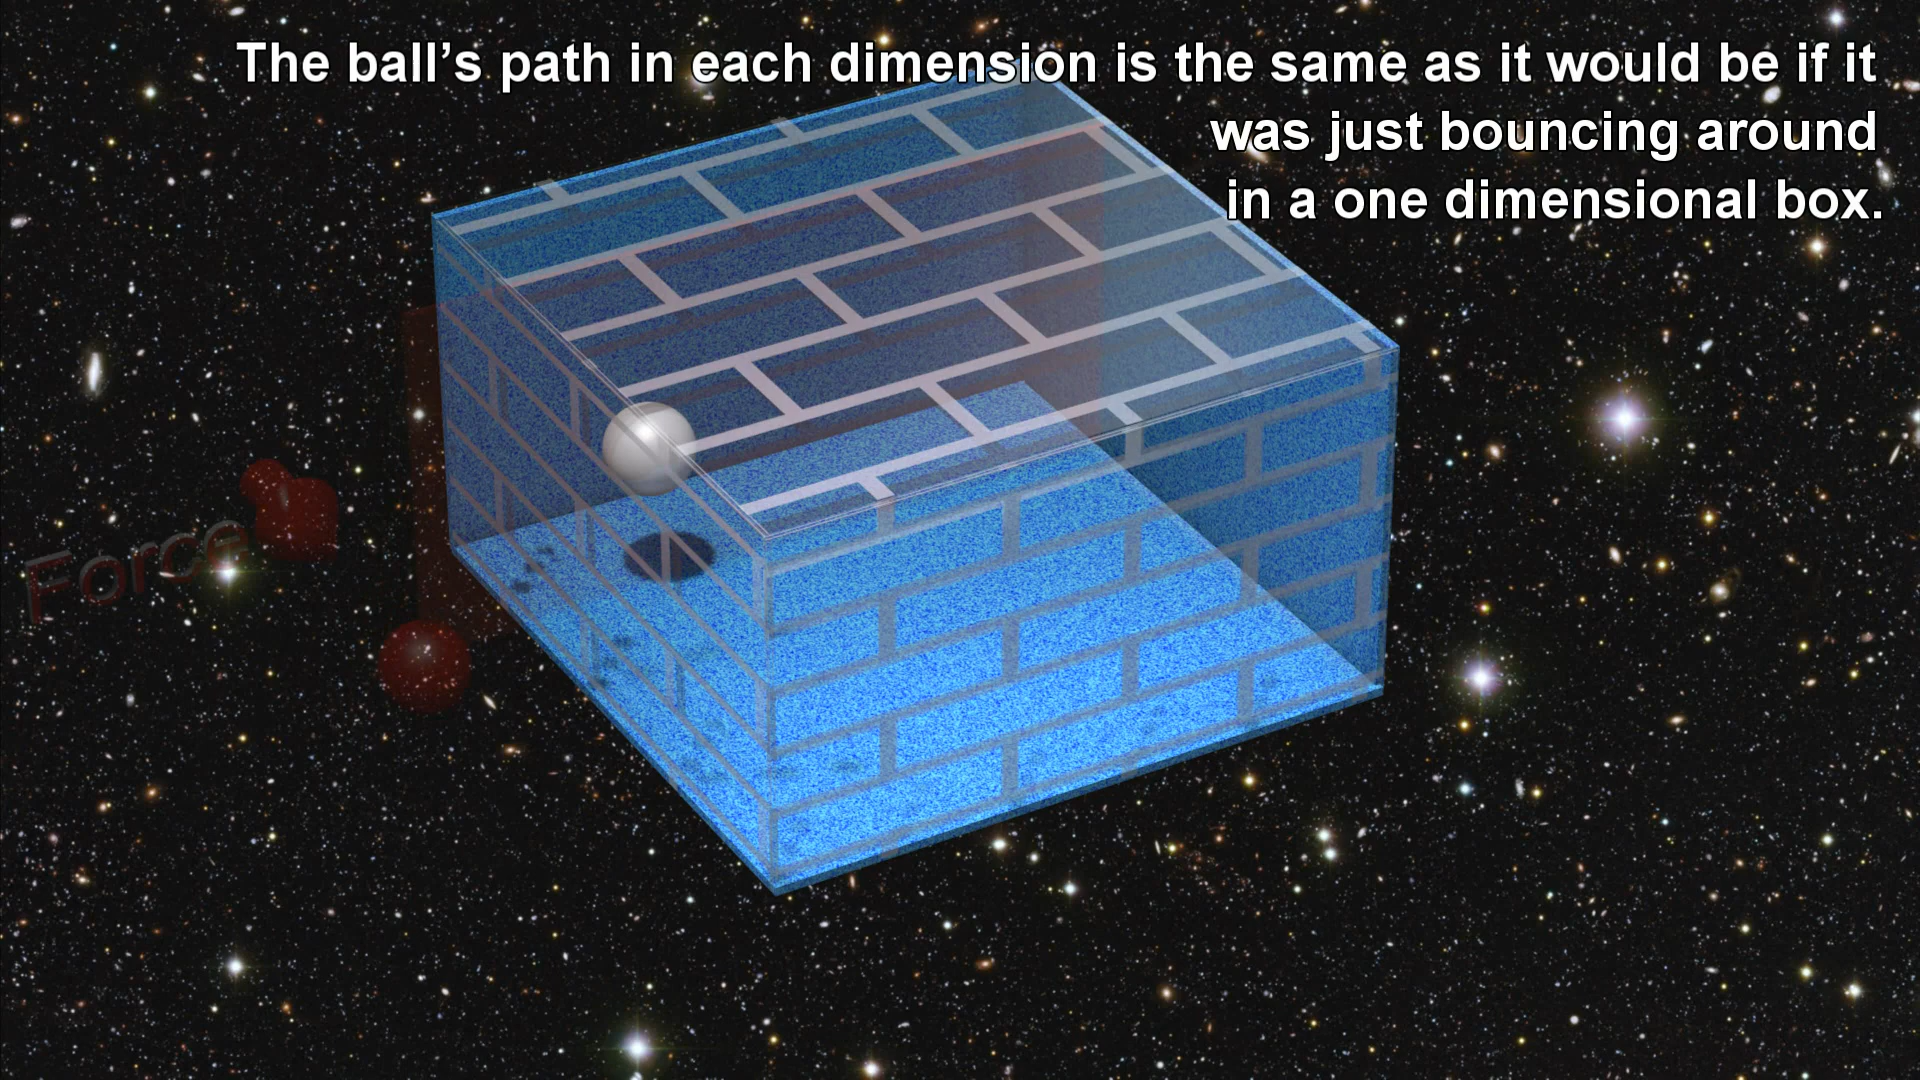 The ball’s path in each dimension is the same as it would be if it
was just bouncing around
in a one dimensional box.
Force